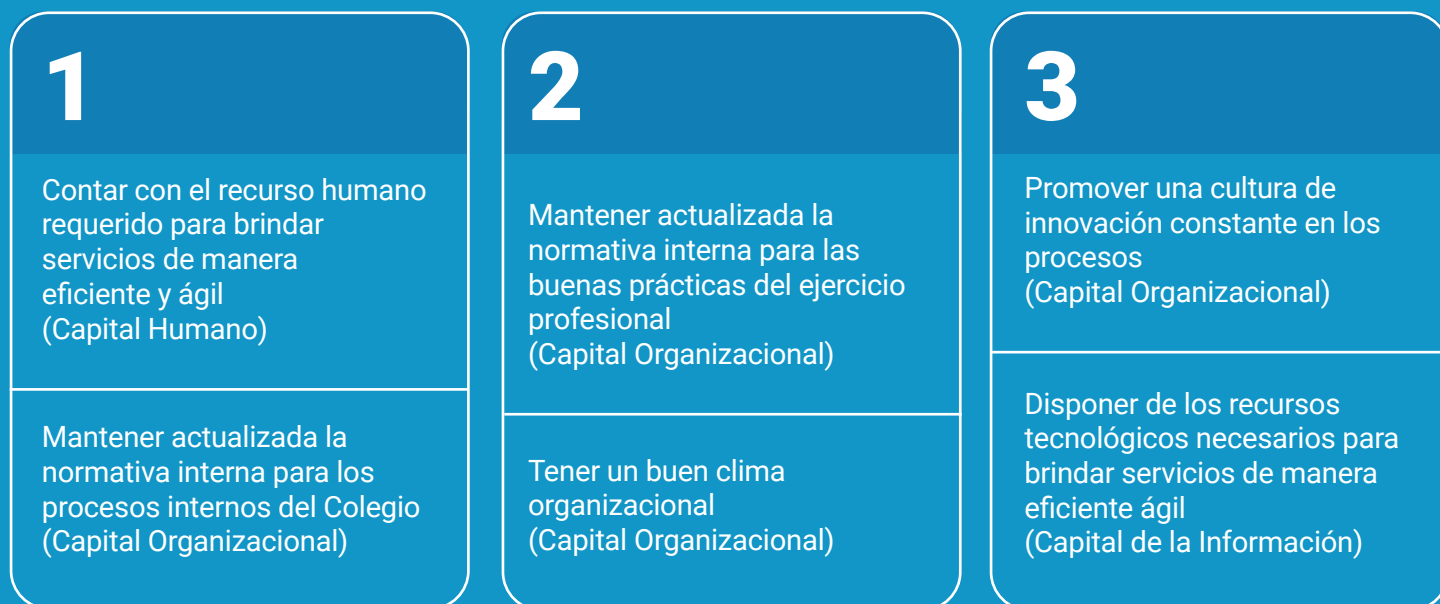 1
Contar con el recurso humano
requerido para brindar
servicios de manera
eficiente y ágil
(Capital Humano)
Mantener actualizada la
normativa interna para los
procesos internos del Colegio
(Capital Organizacional)
2
Mantener actualizada la
normativa interna para las
buenas prácticas del ejercicio
profesional
(Capital Organizacional)
Tener un buen clima
organizacional
(Capital Organizacional)
3
Promover una cultura de
innovación constante en los
procesos
(Capital Organizacional)
Disponer de los recursos
tecnológicos necesarios para
brindar servicios de manera
eficiente ágil
(Capital de la Información)